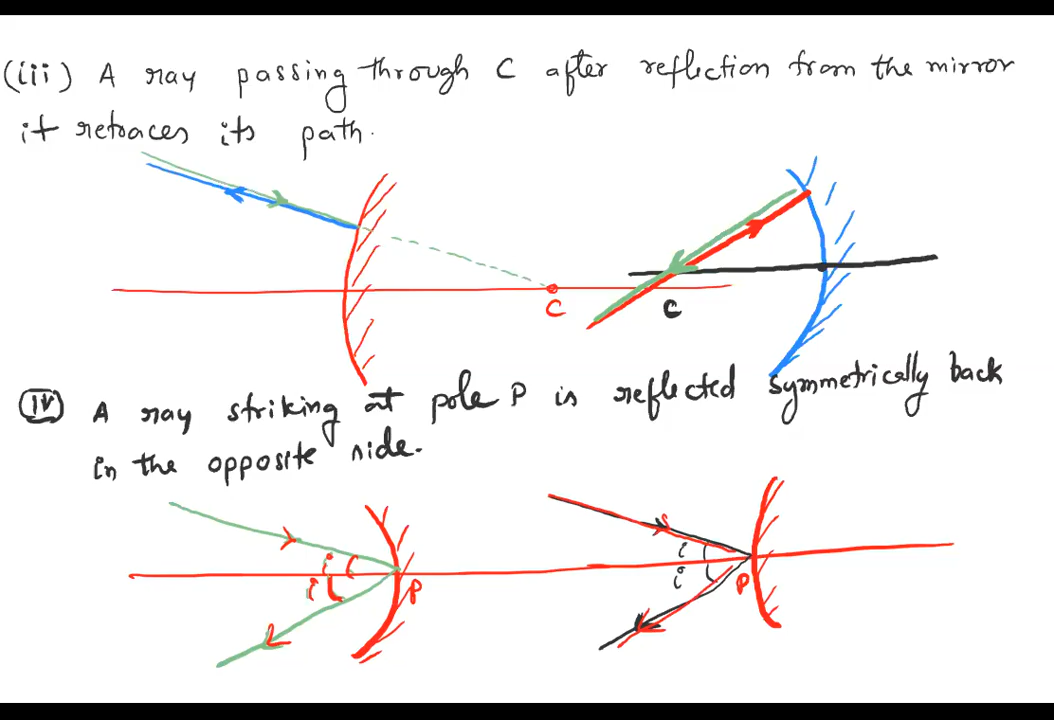 (iii) A ray passing through C after reflection from the mirror
it retraces its path.
C
C
(IV) A ray striking at pole P is reflected symmetrically back
in the opposite side.
i
i
P
i
i
P